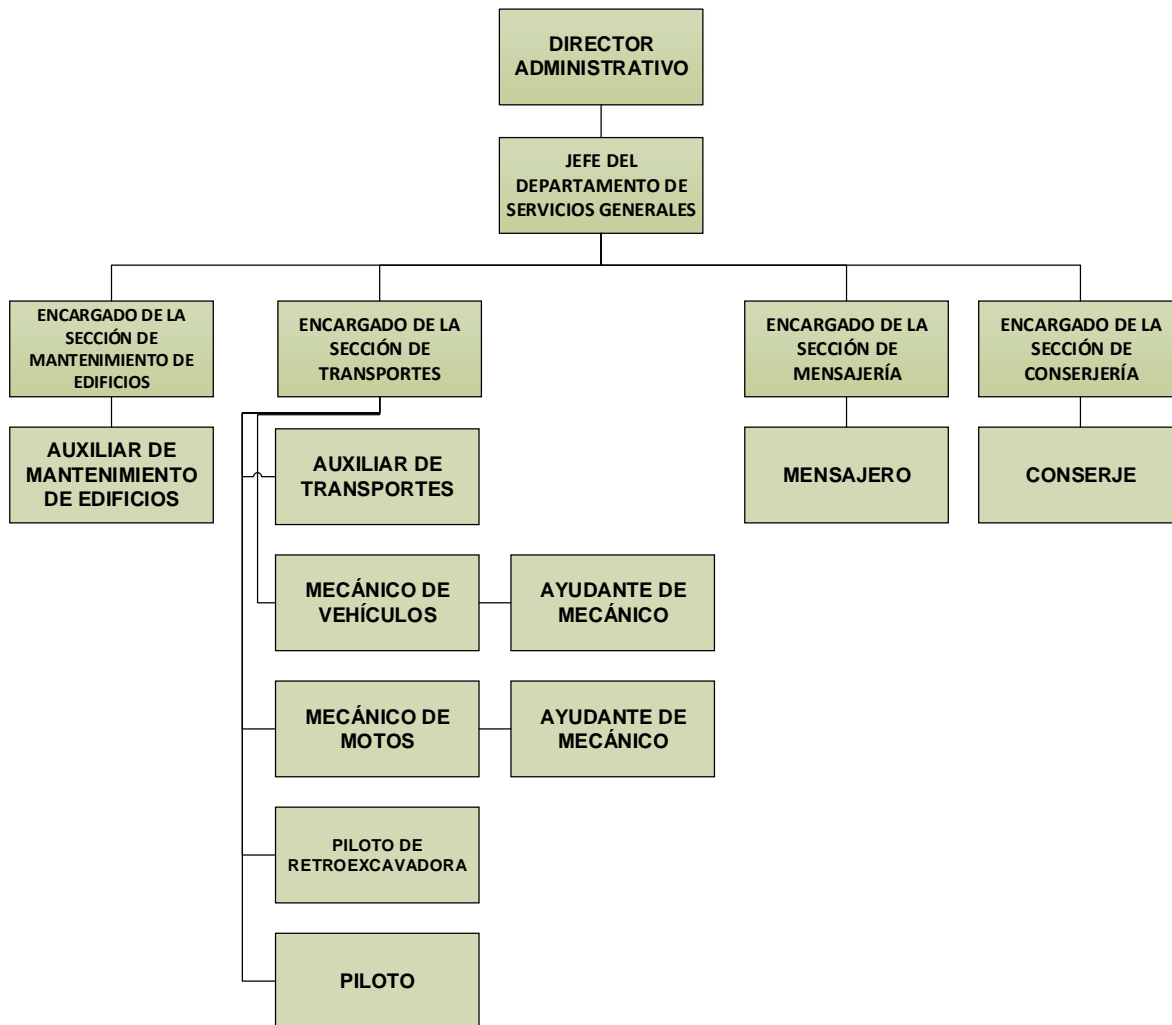 DIRECTOR
ADMINISTRATIVO
JEFE DEL
DEPARTAMENTO DE
SERVICIOS GENERALES
ENCARGADO DE LA
SECCIÓN DE
MANTENIMIENTO DE
EDIFICIOS
ENCARGADO DE LA
SECCIÓN DE
TRANSPORTES
ENCARGADO DE LA
SECCIÓN DE
MENSAJERÍA
ENCARGADO DE LA
SECCIÓN DE
CONSERJERÍA
AUXILIAR DE
MANTENIMIENTO
DE EDIFICIOS
AUXILIAR DE
TRANSPORTES
MENSAJERO
CONSERJE
MECÁNICO DE
VEHÍCULOS
AYUDANTE DE
MECÁNICO
MECÁNICO DE
MOTOS
AYUDANTE DE
MECÁNICO
PILOTO DE
RETROEXCAVADORA
PILOTO